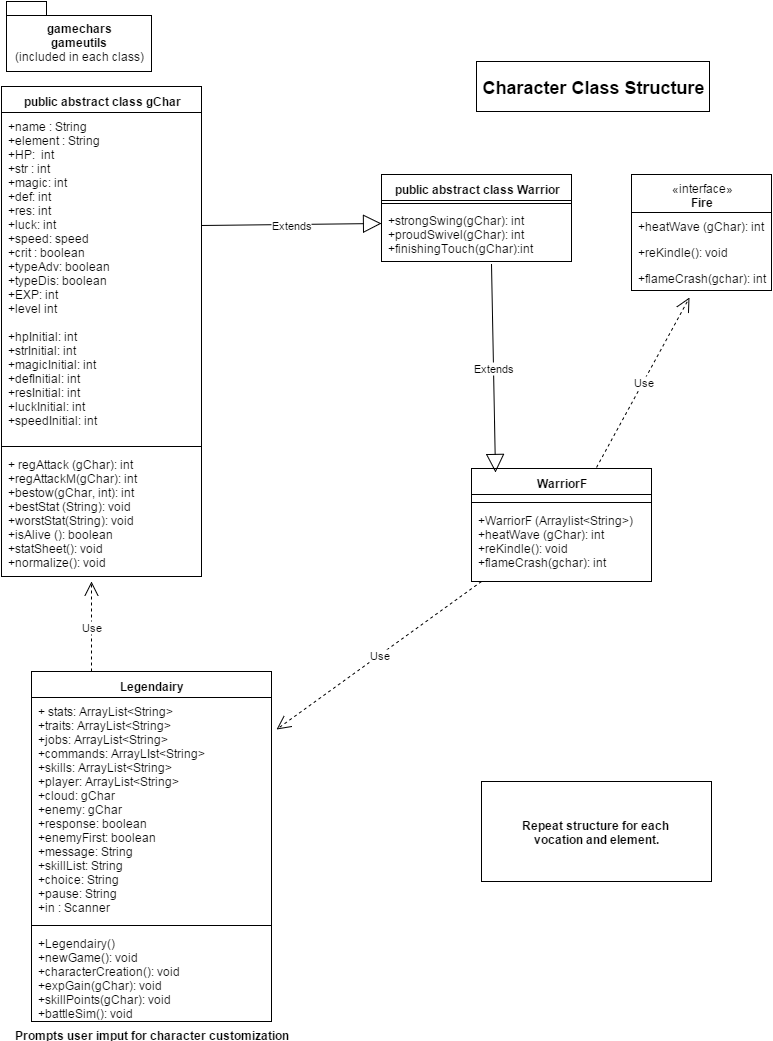 gamechars
gameutils
(included in each class)
Character Class Structure
public abstract class gChar
+name : String
+element : String
+HP:  int
+str : int
+magic: int
+def: int
+res: int
+luck: int
+speed: speed
+crit : boolean
+typeAdv: boolean
+typeDis: boolean
+EXP: int
+level int
+hpInitial: int
+strInitial: int
+magicInitial: int
+defInitial: int
+resInitial: int
+luckInitial: int
+speedInitial: int
+ regAttack (gChar): int
+regAttackM(gChar): int
+bestow(gChar, int): int
+bestStat (String): void
+worstStat(String): void
+isAlive (): boolean
+statSheet(): void
+normalize(): void
Extends
public abstract class Warrior
+strongSwing(gChar): int
+proudSwivel(gChar): int
+finishingTouch(gChar):int
«interface»
Fire
+heatWave (gChar): int
+reKindle(): void
+flameCrash(gchar): int
Extends
Use
WarriorF
+WarriorF (Arraylist<String>)
+heatWave (gChar): int
+reKindle(): void
+flameCrash(gchar): int
Use
Use
Legendairy
+ stats: ArrayList<String>
+traits: ArrayList<String>
+jobs: ArrayList<String>
+commands: ArrayLIst<String>
+skills: ArrayList<String>
+player: ArrayList<String>
+cloud: gChar
+enemy: gChar
+response: boolean
+enemyFirst: boolean
+message: String
+skillList: String
+choice: String
+pause: String
+in : Scanner
+Legendairy()
+newGame(): void
+characterCreation(): void
+expGain(gChar): void
+skillPoints(gChar): void
+battleSim(): void
Repeat structure for each
vocation and element.
Prompts user imput for character customization